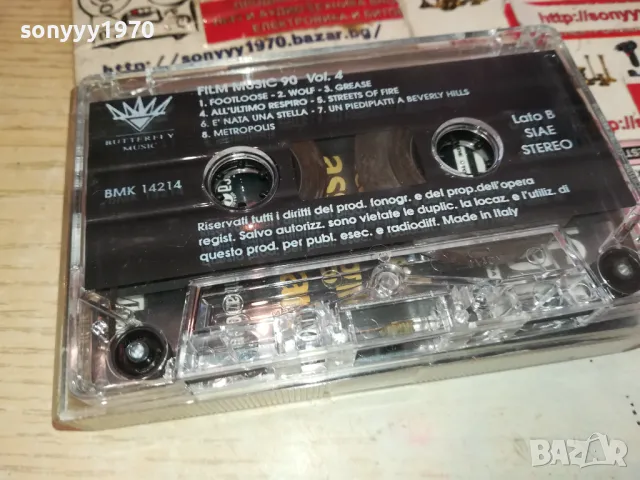 sonyyy1970
http://sonyyy1970.bazar.bg/
FILM MUSIC 90 Vol. 4
1. FOOTLOOSE - 2. WOLF - 3. GREASE
4. ALL'ULTIMO RESPIRO - 5. STREETS OF FIRE
6. E' NATA UNA STELLA - 7. UN PIEDIPIATTI A BEVERLY HILLS
8. METROPOLIS
BUTTERFLY
MUSIC
Lato B
SIAE
STEREO
BMK 14214
Riservati tutti i diritti del prod. fonogr. e del prop.dell'opera
regist. Salvo autorizz. sono vietate le duplic. la locaz. e l'utiliz. di
questo prod. per publ. esec. e radiodiff. Made in Italy
sonyyy1970
BAZAR